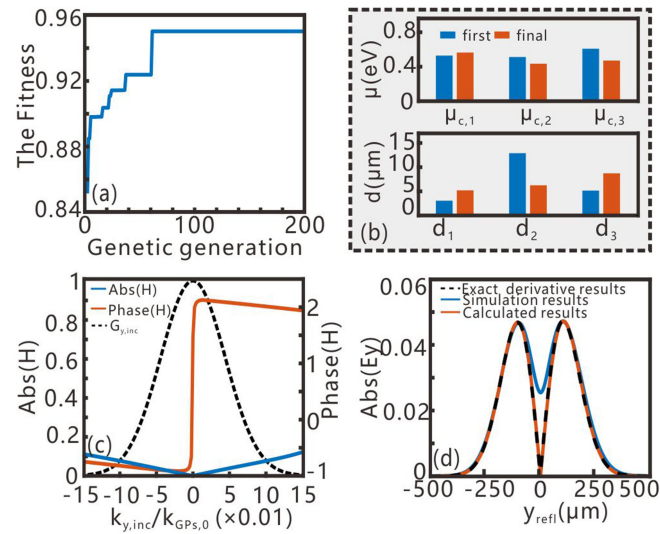 0.96
0.92
0.88
0.84
The Fitness
(a)
0 100 200
Genetic generation
0.8
0.4
0
μ(eV)
first final
μc,1 μc,2 μc,3
15
10
5
0
d(μm)
(b)
d1 d2 d3
1
0.8
0.6
0.4
0.2
0
Abs(H)
Abs(H)
Phase(H)
Gy,inc
2
1
0
-1
Phase(H)
(c)
-15 -10 -5 0 5 10 15
ky,inc/kGPs,0 (×0.01)
0.06
0.04
0.02
0
Abs(Ey)
Exact derivative results
Simulation results
Calculated results
(d)
-500 -250 0 250 500
yrefl(μm)